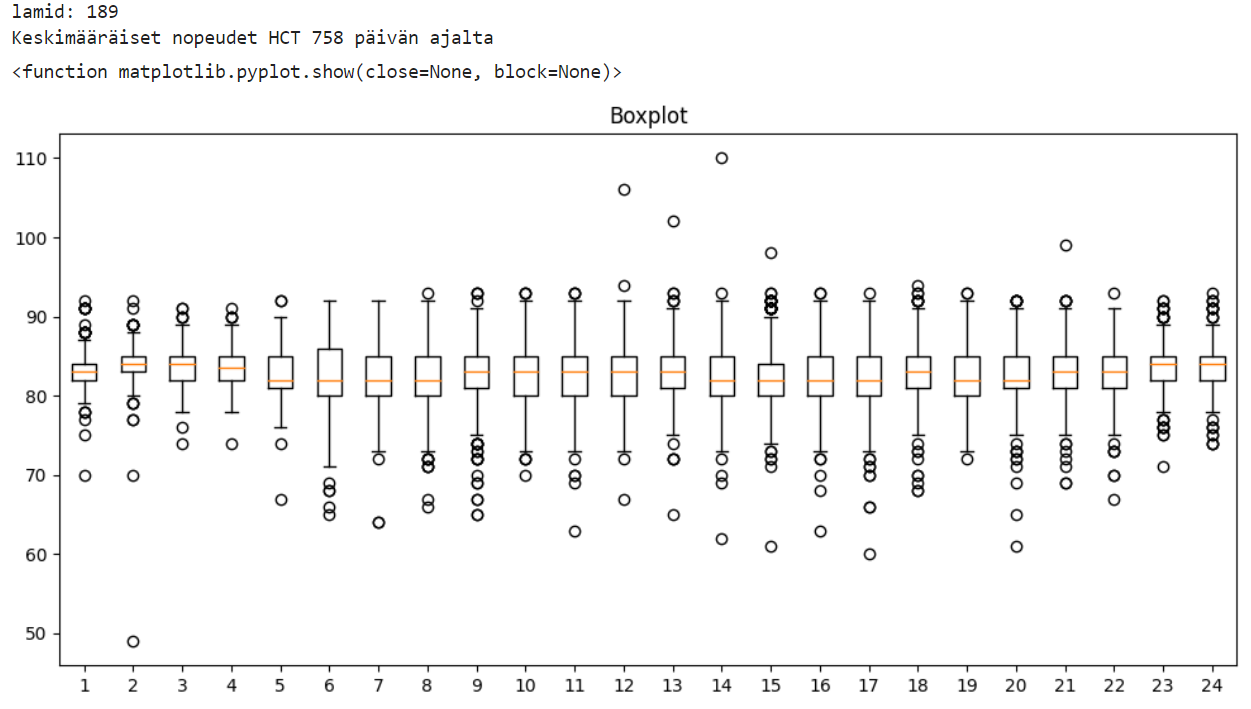 lamid: 189
Keskimääräiset nopeudet HCT 758 päivän ajalta
<function matplotlib.pyplot.show(close=None, block=None)>
Boxplot
110
100
90
80
70
60
50
1 2 3 4 5 6 7 8 9 10 11 12 13 14 15 16 17 18 19 20 21 22 23 24